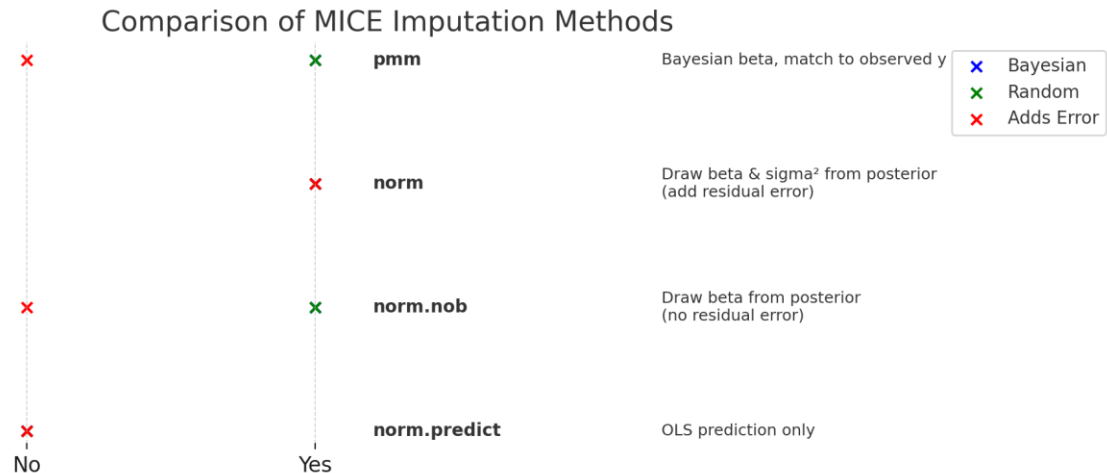 Comparison of MICE Imputation Methods
pmm
Bayesian beta, match to observed y
Bayesian
Random
Adds Error
norm
Draw beta & sigma² from posterior
(add residual error)
norm.nob
Draw beta from posterior
(no residual error)
norm.predict
OLS prediction only
No
Yes